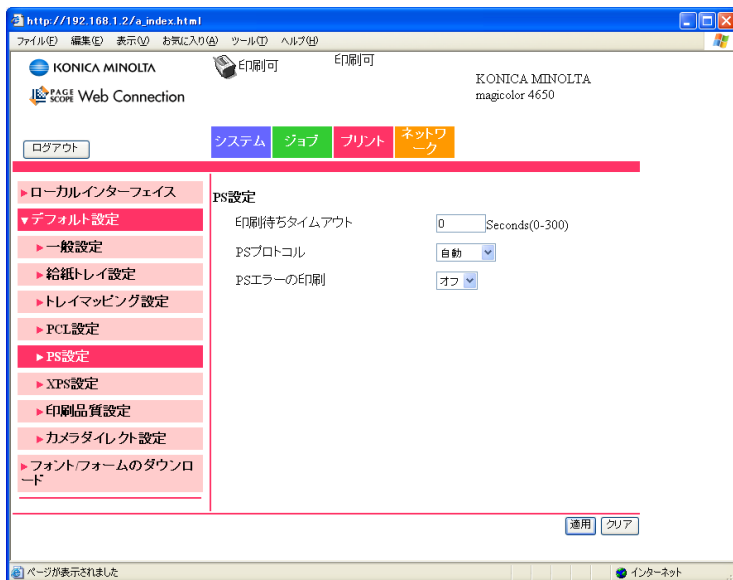 http://192.168.1.2/a_index.html
ファイル(F) 編集(E) 表示(V) お気に入り(A) ツール(T) ヘルプ(H)
KONICA MINOLTA
印刷可
印刷可
KONICA MINOLTA
magicolor 4650
PAGE SCOPE Web Connection
ログアウト
システム
ジョブ
プリント
ネットワ
ーク
ローカルインターフェイス
デフォルト設定
一般設定
給紙トレイ設定
トレイマッピング設定
PCL設定
PS設定
XPS設定
印刷品質設定
カメラダイレクト設定
フォント/フォームのダウンロ
ード
PS設定
印刷待ちタイムアウト 0 Seconds(0-300)
PSプロトコル 自動
PSエラーの印刷 オフ
適用 クリア
ページが表示されました インターネット